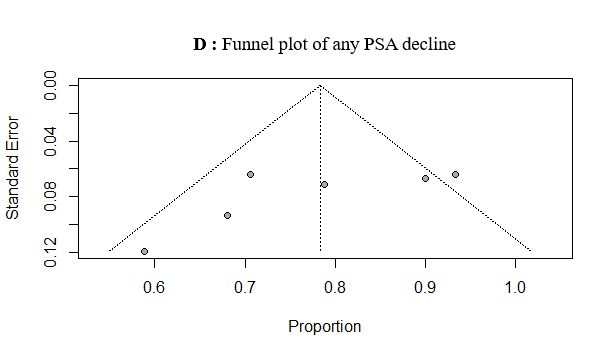 D : Funnel plot of any PSA decline
0.00
0.04
0.08
0.12
Standard Error
0.6 0.7 0.8 0.9 1.0
Proportion